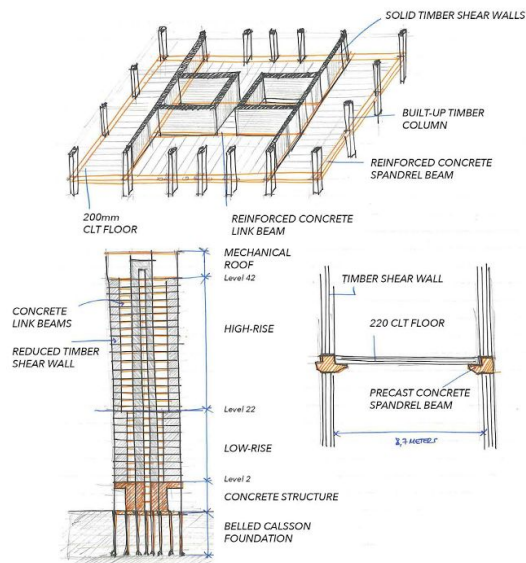 SOLID TIMBER SHEAR WALLS
BUILT-UP TIMBER
COLUMN
REINFORCED CONCRETE
SPANDREL BEAM
200mm
CLT FLOOR
REINFORCED CONCRETE
LINK BEAM
MECHANICAL
ROOF
Level 42
CONCRETE
LINK BEAMS
HIGH-RISE
REDUCED TIMBER
SHEAR WALL
Level 22
LOW-RISE
Level 2
CONCRETE STRUCTURE
BELLED CALSSON
FOUNDATION
TIMBER SHEAR WALL
220 CLT FLOOR
PRECAST CONCRETE
SPANDREL BEAM
8,7 METERS